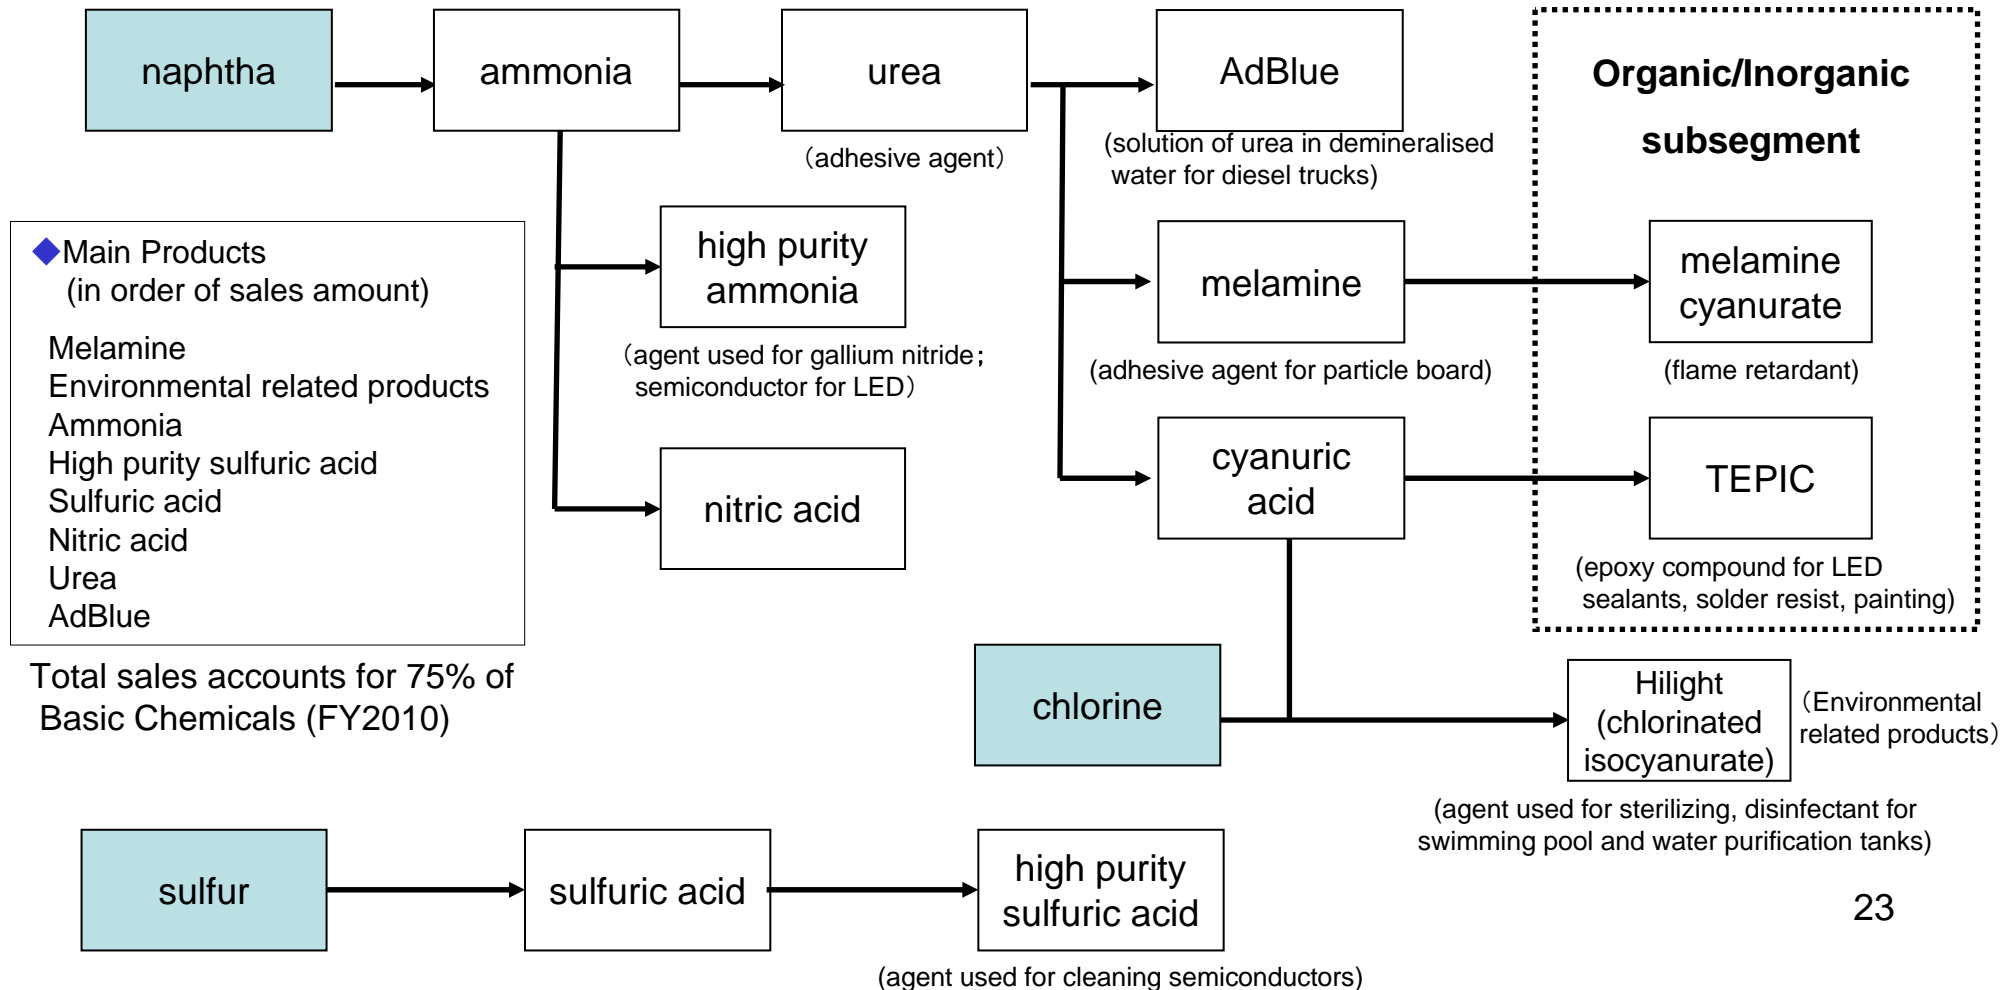 naphtha
ammonia
urea
AdBlue
Organic/Inorganic
subsegment
(adhesive agent)
(solution of urea in demineralised
water for diesel trucks)
◆Main Products
(in order of sales amount)
Melamine
Environmental related products
Ammonia
High purity sulfuric acid
Sulfuric acid
Nitric acid
Urea
AdBlue
Total sales accounts for 75% of
Basic Chemicals (FY2010)
high purity
ammonia
(agent used for gallium nitride;
semiconductor for LED)
melamine
(adhesive agent for particle board)
melamine
cyanurate
(flame retardant)
nitric acid
cyanuric
acid
TEPIC
(epoxy compound for LED
sealants, solder resist, painting)
chlorine
Hilight
(chlorinated
isocyanurate)
(Environmental
related products)
(agent used for sterilizing, disinfectant for
swimming pool and water purification tanks)
sulfur
sulfuric acid
high purity
sulfuric acid
(agent used for cleaning semiconductors)
23